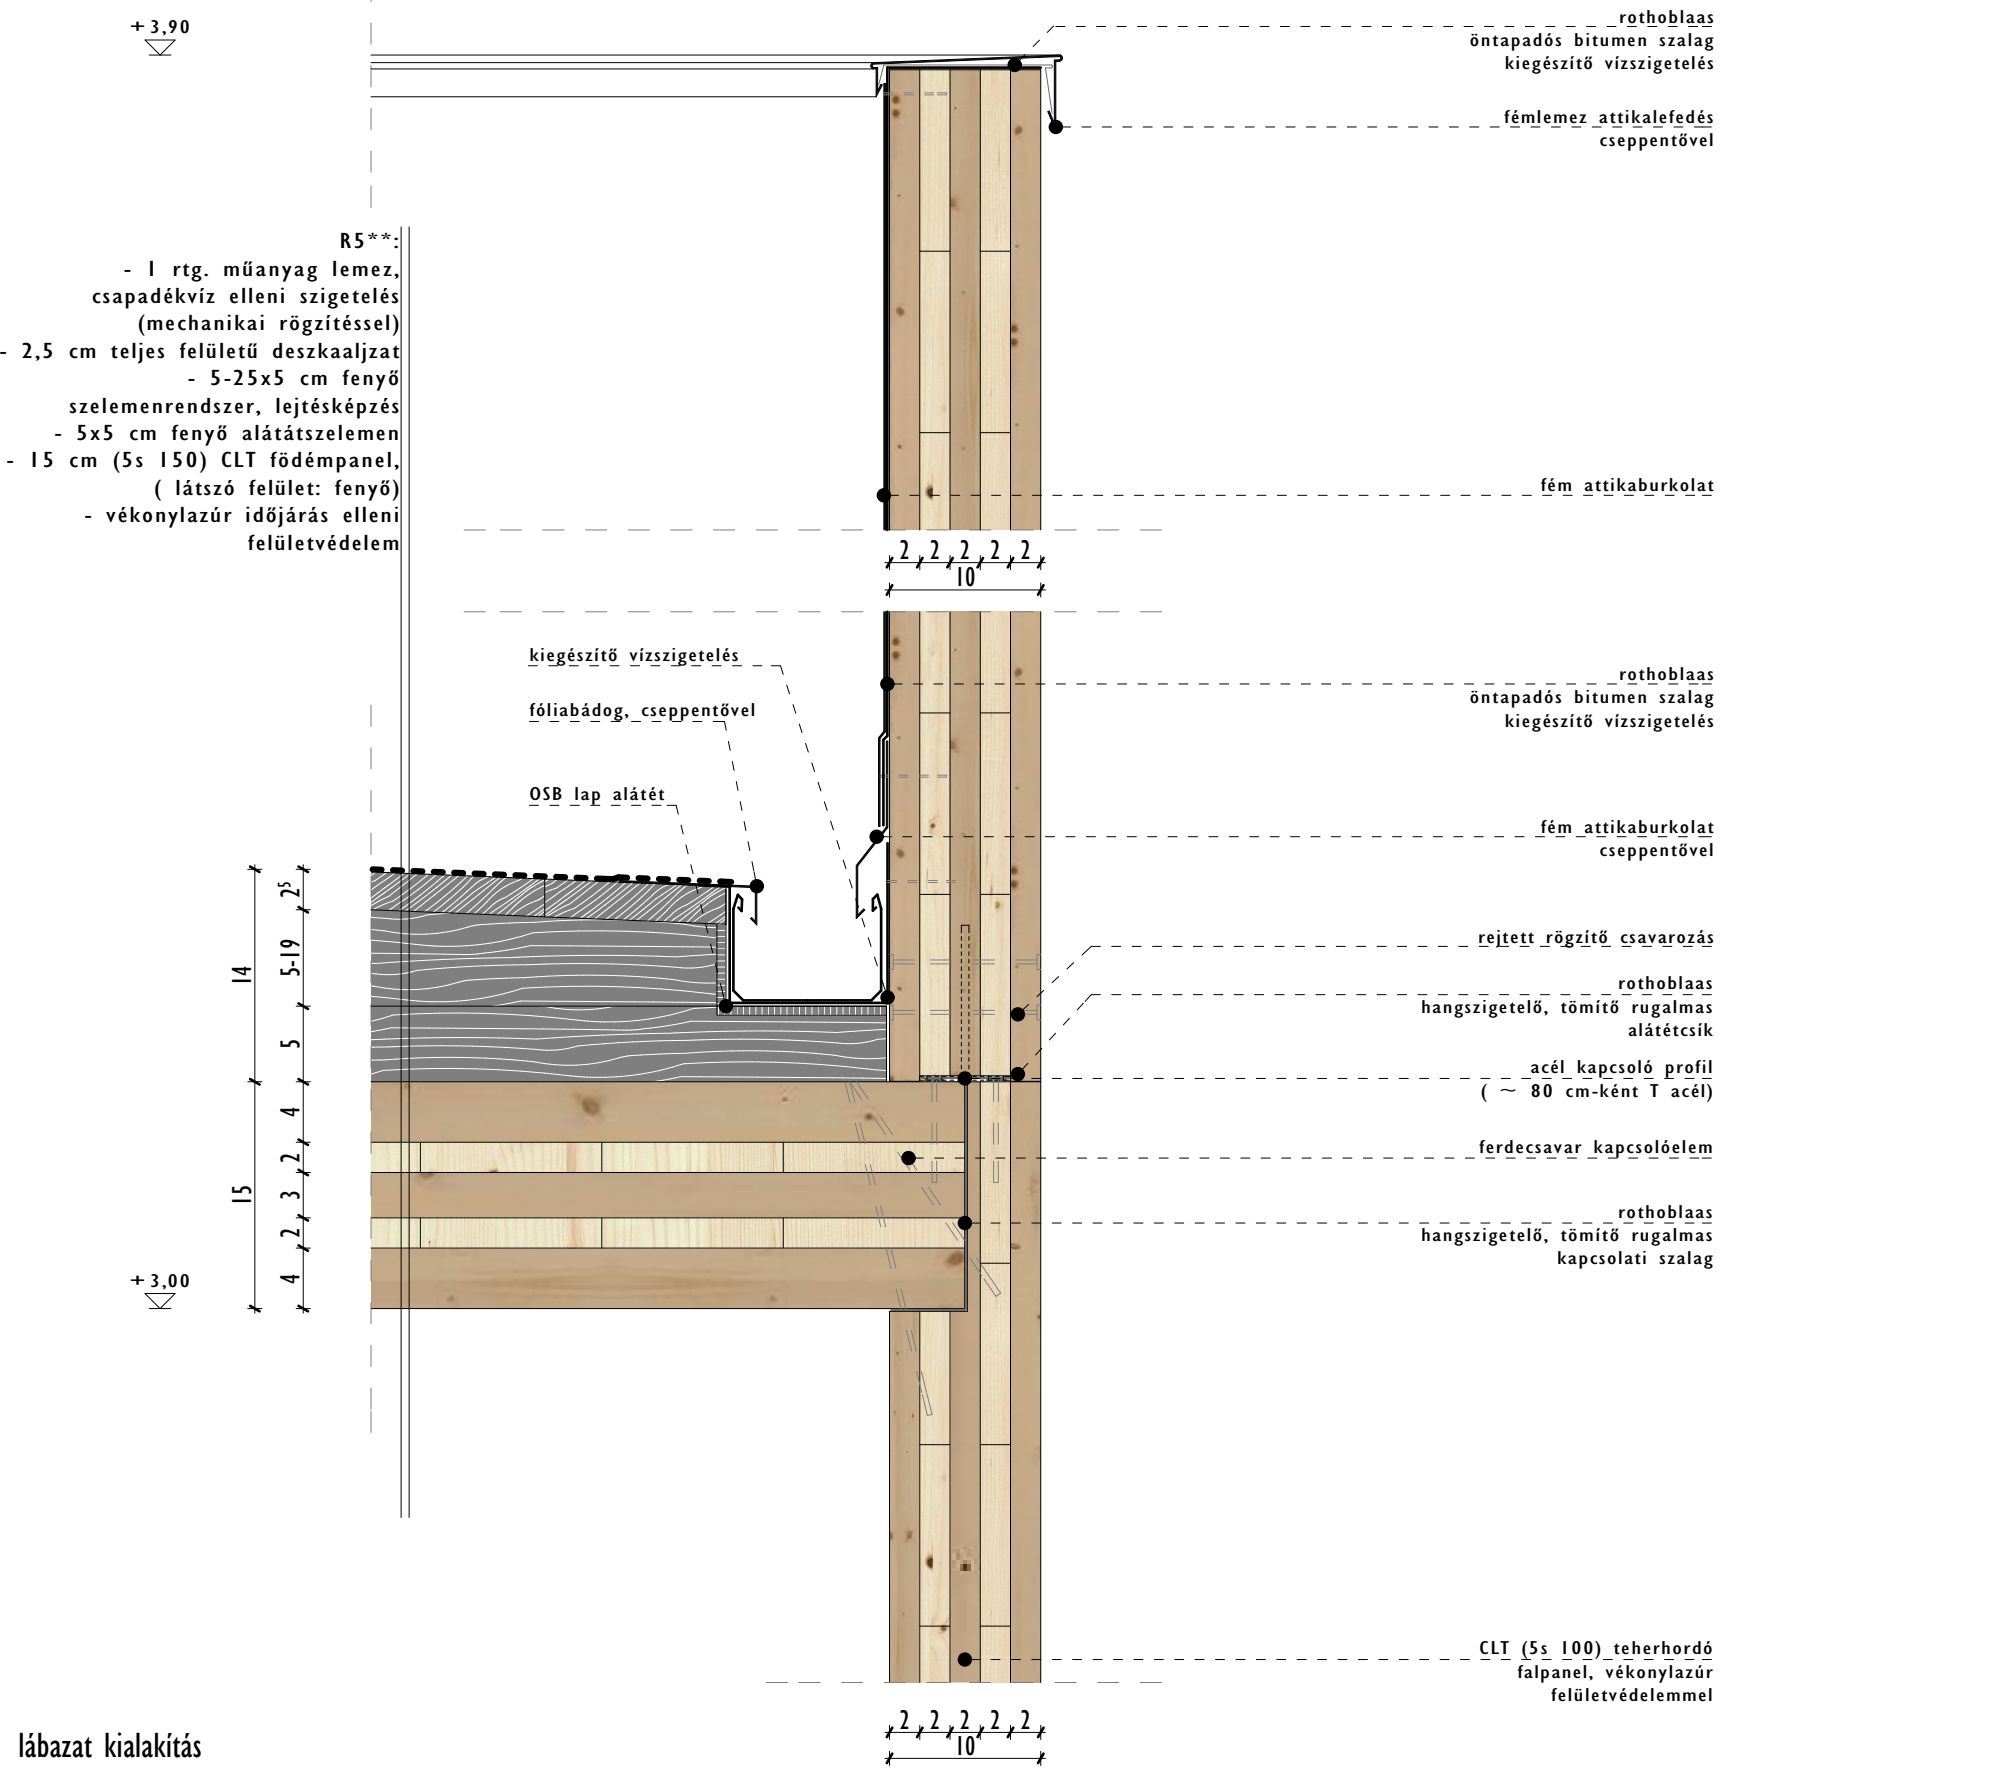 +3,90
rothoblaas
öntapadós bitumen szalag
kiegészítő vízszigetelés
fémlemez attikalefedés
cseppentővel
R5**:
- 1 rtg. műanyag lemez,
csapadékvíz elleni szigetelés
(mechanikai rögzítéssel)
- 2,5 cm teljes felületű deszkaaljzat
- 5-25x5 cm fenyő
szelemenrendszer, lejtésképzés
- 5x5 cm fenyő alátátszelemen
- 15 cm (5s 150) CLT födémpanel,
( látszó felület: fenyő)
- vékonylazúr időjárás elleni
felületvédelem
fém attikaburkolat
2 2 2 2 2
10
kiegészítő vízszigetelés
fóliabádog, cseppentővel
OSB lap alátét
rothoblaas
öntapadós bitumen szalag
kiegészítő vízszigetelés
fém attikaburkolat
cseppentővel
rejtett rögzítő csavarozás
rothoblaas
hangszigetelő, tömítő rugalmas
alátétcsík
acél kapcsoló profil
( ~ 80 cm-ként T acél)
ferdecsavar kapcsolóelem
rothoblaas
hangszigetelő, tömítő rugalmas
kapcsolati szalag
14
2⁵
5-19
5
15
4
2
3
2
4
+3,00
CLT (5s 100) teherhordó
falpanel, vékonylazúr
felületvédelemmel
2 2 2 2 2
10
lábazat kialakítás